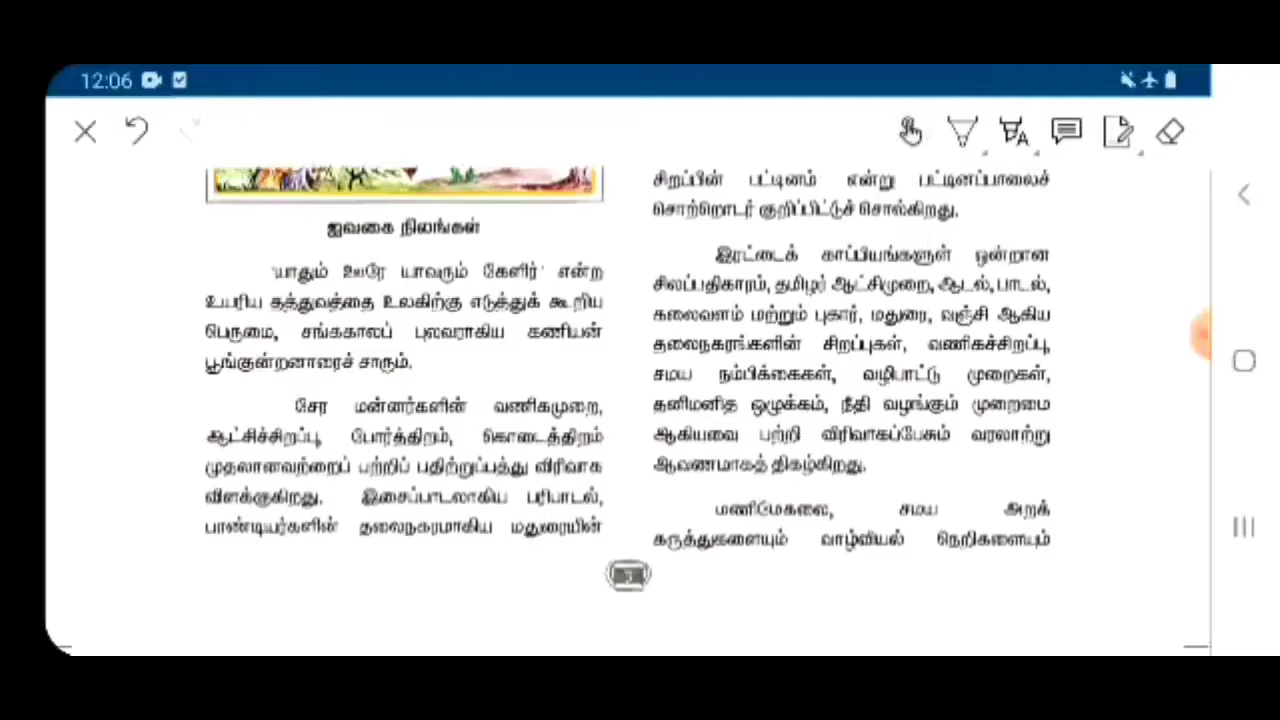 12:06
ஐவகை நிலங்கள்
'யாதும் ஊரே யாவரும் கேளிர்' என்ற
உயரிய தத்துவத்தை உலகிற்கு எடுத்துக் கூறிய
பெருமை, சங்ககாலப் புலவராகிய கணியன்
பூங்குன்றனாரைச் சாரும்.
சேர மன்னர்களின் வணிகமுறை,
ஆட்சிச்சிறப்பு, போர்த்திறம், கொடைத்திறம்
முதலானவற்றைப் பற்றிப் பதிற்றுப்பத்து விரிவாக
விளக்குகிறது. இசைப்பாடலாகிய பரிபாடல்,
பாண்டியர்களின் தலைநகரமாகிய மதுரையின்
சிறப்பின் பட்டினம் என்று பட்டினப்பாலைச்
சொற்றொடர் குறிப்பிட்டுச் சொல்கிறது.
இரட்டைக் காப்பியங்களுள் ஒன்றான
சிலப்பதிகாரம், தமிழர் ஆட்சிமுறை, ஆடல், பாடல்,
கலைவளம் மற்றும் புகார், மதுரை, வஞ்சி ஆகிய
தலைநகரங்களின் சிறப்புகள், வணிகச்சிறப்பு,
சமய நம்பிக்கைகள், வழிபாட்டு முறைகள்,
தனிமனித ஒழுக்கம், நீதி வழங்கும் முறைமை
ஆகியவை பற்றி விரிவாகப்பேசும் வரலாற்று
ஆவணமாகத் திகழ்கிறது.
மணிமேகலை, சமய அறக்
கருத்துகளையும் வாழ்வியல் நெறிகளையும்
3